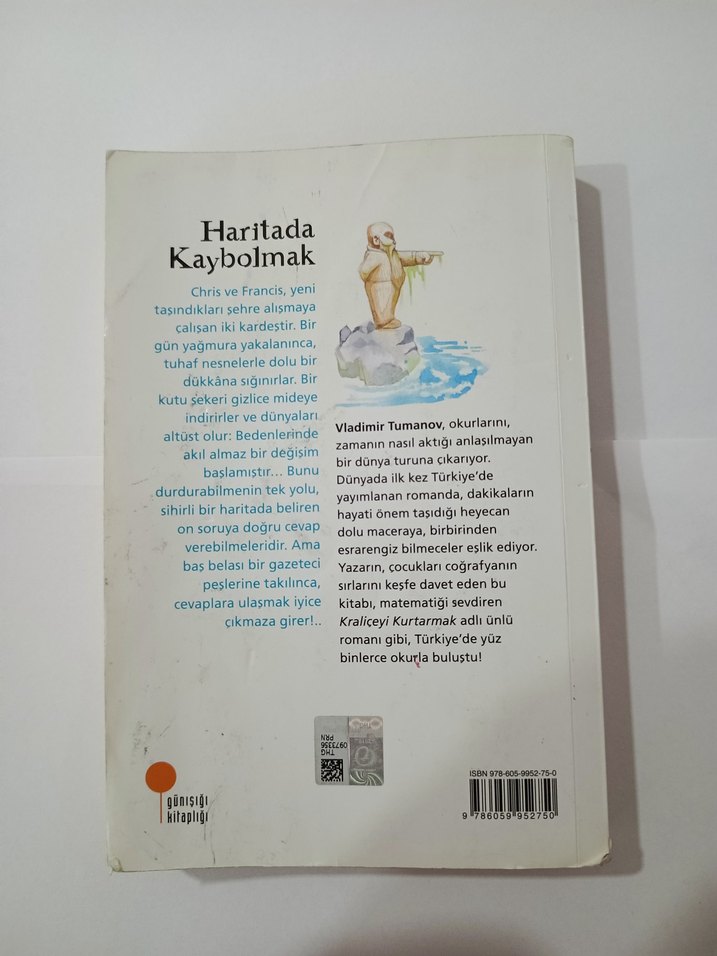 Haritada
Kaybolmak
Chris ve Francis, yeni
taşındıkları şehre alışmaya
çalışan iki kardeştir. Bir
gün yağmura yakalanınca,
tuhaf nesnelerle dolu bir
dükkâna sığınırlar. Bir
kutu şekeri gizlice mideye
indirirler ve dünyaları
altüst olur: Bedenlerinde
akıl almaz bir değişim
başlamıştır... Bunu
durdurabilmenin tek yolu,
sihirli bir haritada beliren
on soruya doğru cevap
verebilmeleridir. Ama
baş belası bir gazeteci
peşlerine takılınca,
cevaplara ulaşmak iyice
çıkmaza girer!..
Vladimir Tumanov, okurlarını,
zamanın nasıl aktığı anlaşılmayan
bir dünya turuna çıkarıyor.
Dünyada ilk kez Türkiye'de
yayımlanan romanda, dakikaların
hayati önem taşıdığı heyecan
dolu maceraya, birbirinden
esrarengiz bilmeceler eşlik ediyor.
Yazarın, çocukları coğrafyanın
sırlarını keşfe davet eden bu
kitabı, matematiği sevdiren
Kraliçeyi Kurtarmak adlı ünlü
romanı gibi, Türkiye'de yüz
binlerce okurla buluştu!
THG
0973356
PRN
günışığı
kitaplığı
ISBN 978-605-9952-75-0
9 786059 952750